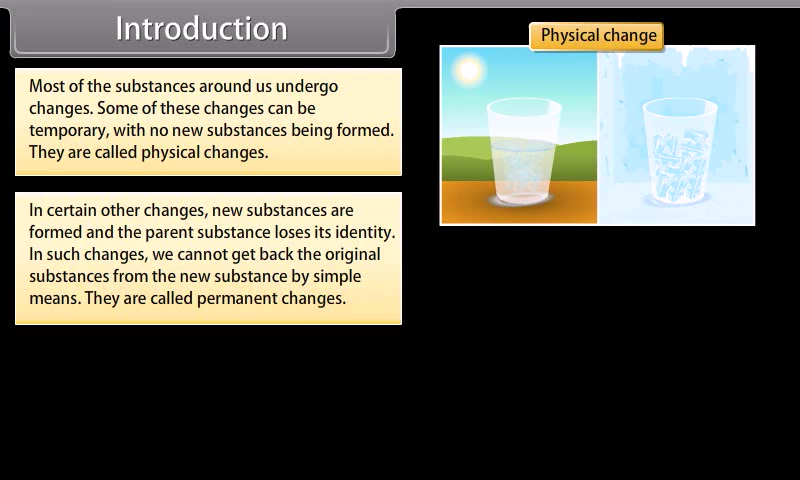 Introduction
Physical change
Most of the substances around us undergo
changes. Some of these changes can be
temporary, with no new substances being formed.
They are called physical changes.
In certain other changes, new substances are
formed and the parent substance loses its identity.
In such changes, we cannot get back the original
substances from the new substance by simple
means. They are called permanent changes.